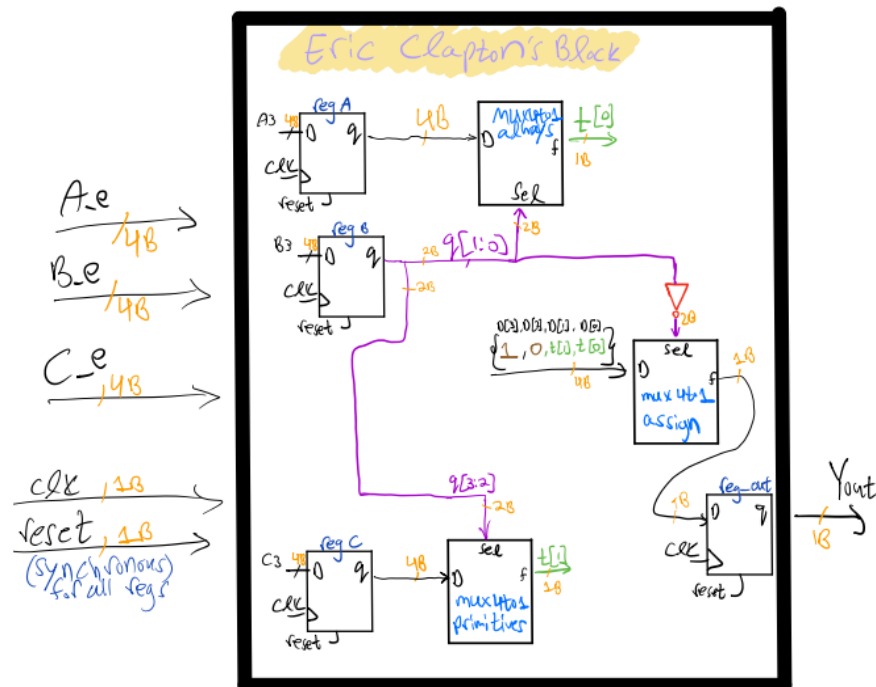 Eric Clapton's Block
A_e
4B
B_e
4B
C_e
4B
clk 1B
reset 1B
(synchronous)
for all regs
reg A
A3 4B D q
clk
reset
4B
mux4to1
always
D
f
sel
t[0]
1B
reg B
B3 4B D q
clk
reset
2B q[1:0]
2B
2B
2B
D[3], D[2], D[1], D[0]
{1, 0, t[1], t[0]}
4B
sel
D
f
mux4to1
assign
1B
q[3:2]
2B
reg C
C3 4B D q
clk
reset
4B
sel
D
f
mux4to1
primitives
t[1]
1B
reg_out
1B D q
clk
reset
Yout
1B